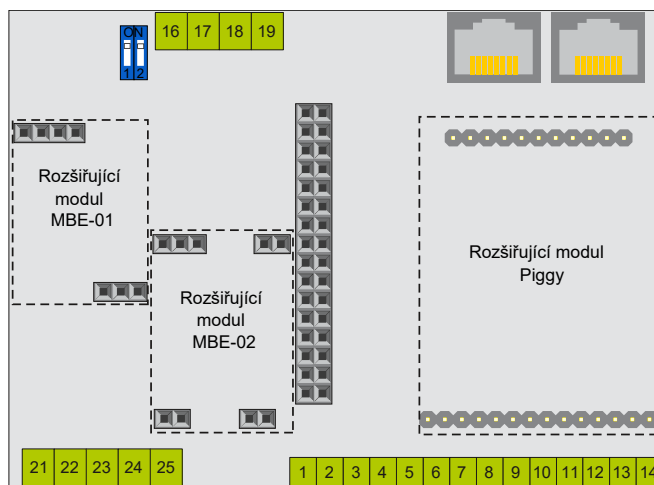 ON
1 2
16 17 18 19
Rozšiřující
modul
MBE-01
Rozšiřující
modul
MBE-02
Rozšiřující modul
Piggy
21 22 23 24 25
1 2 3 4 5 6 7 8 9 10 11 12 13 14